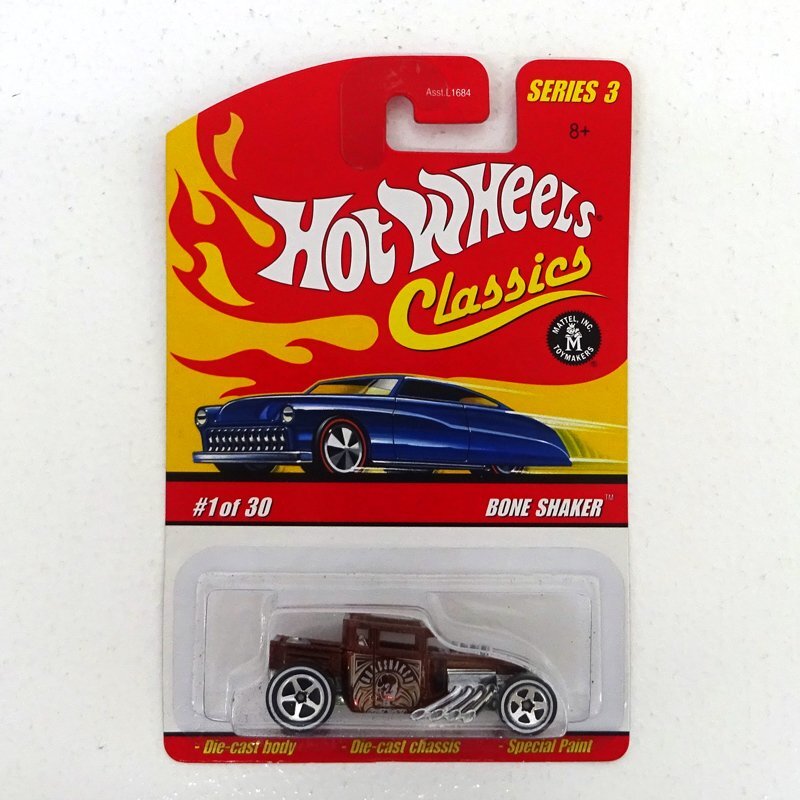 Asst.L1684
SERIES 3
8+
HOT WHEELS®
Classics
MATTEL, INC.
M
TOYMAKERS
®
#1 of 30
BONE SHAKER™
BONESHAKER
- Die-cast body - Die-cast chassis - Special Paint